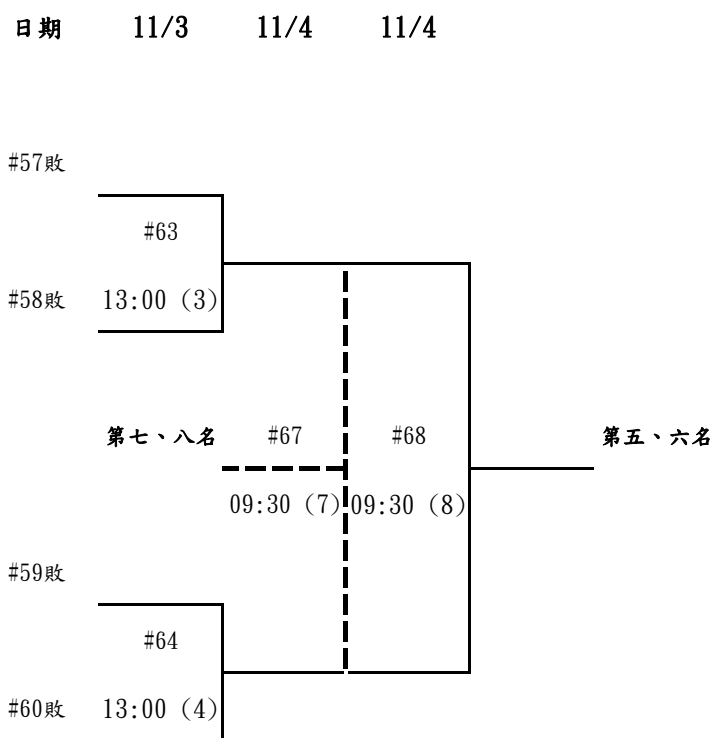 日期 11/3 11/4 11/4
#57敗
#63
#58敗 13:00 (3)
第七、八名 #67 #68 第五、六名
09:30 (7) 09:30 (8)
#59敗
#64
#60敗 13:00 (4)